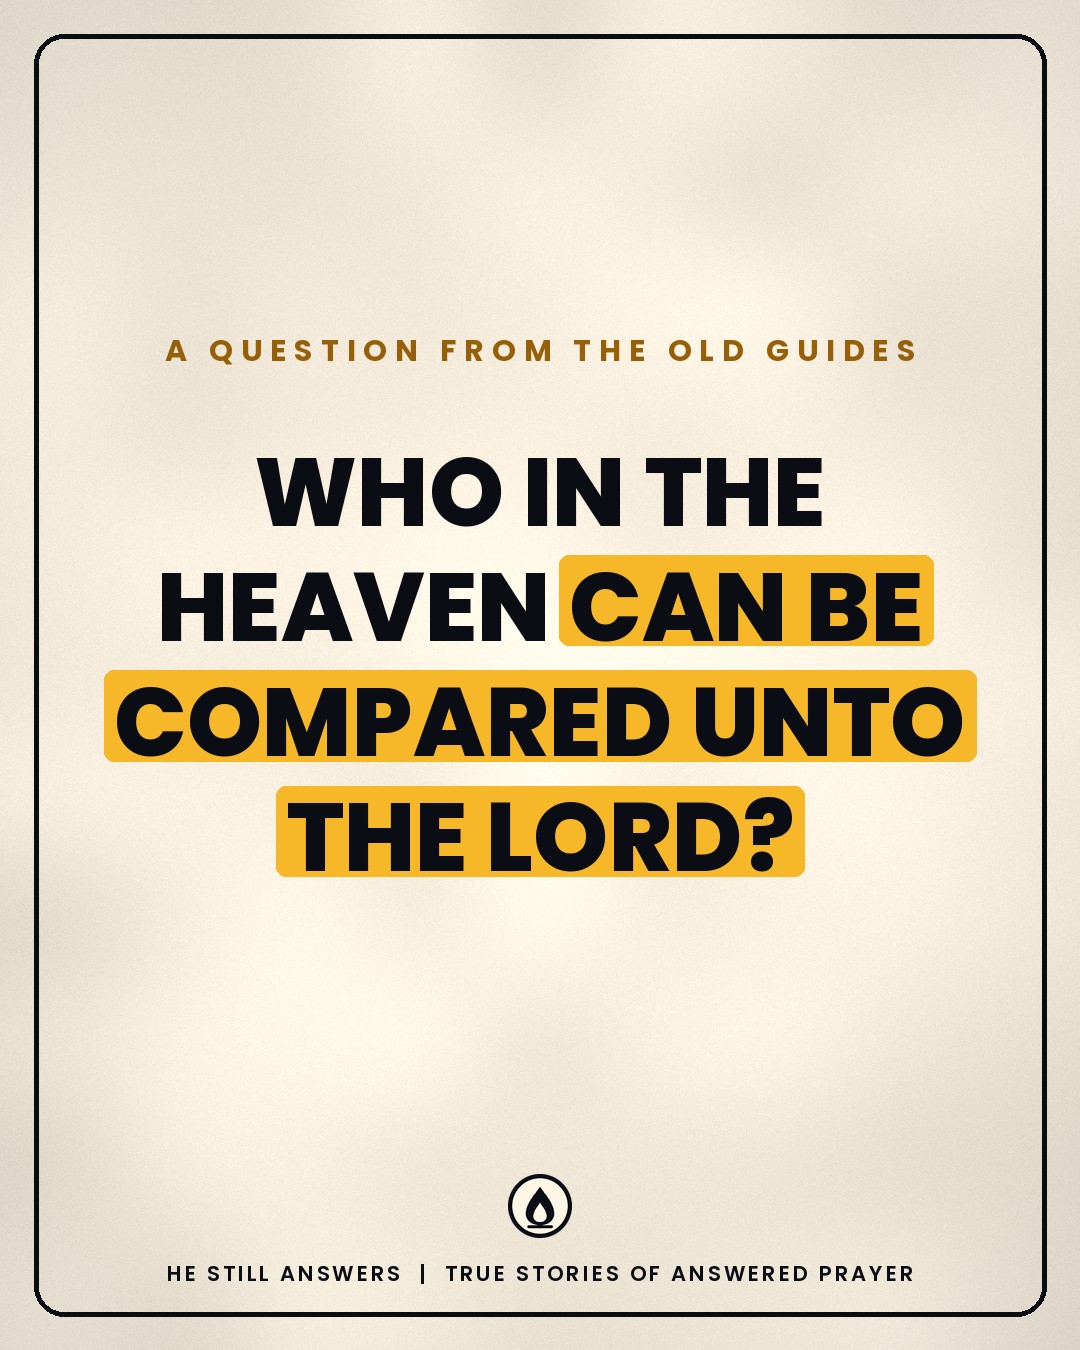 A QUESTION FROM THE OLD GUIDES
WHO IN THE
HEAVEN CAN BE
COMPARED UNTO
THE LORD?
HE STILL ANSWERS | TRUE STORIES OF ANSWERED PRAYER